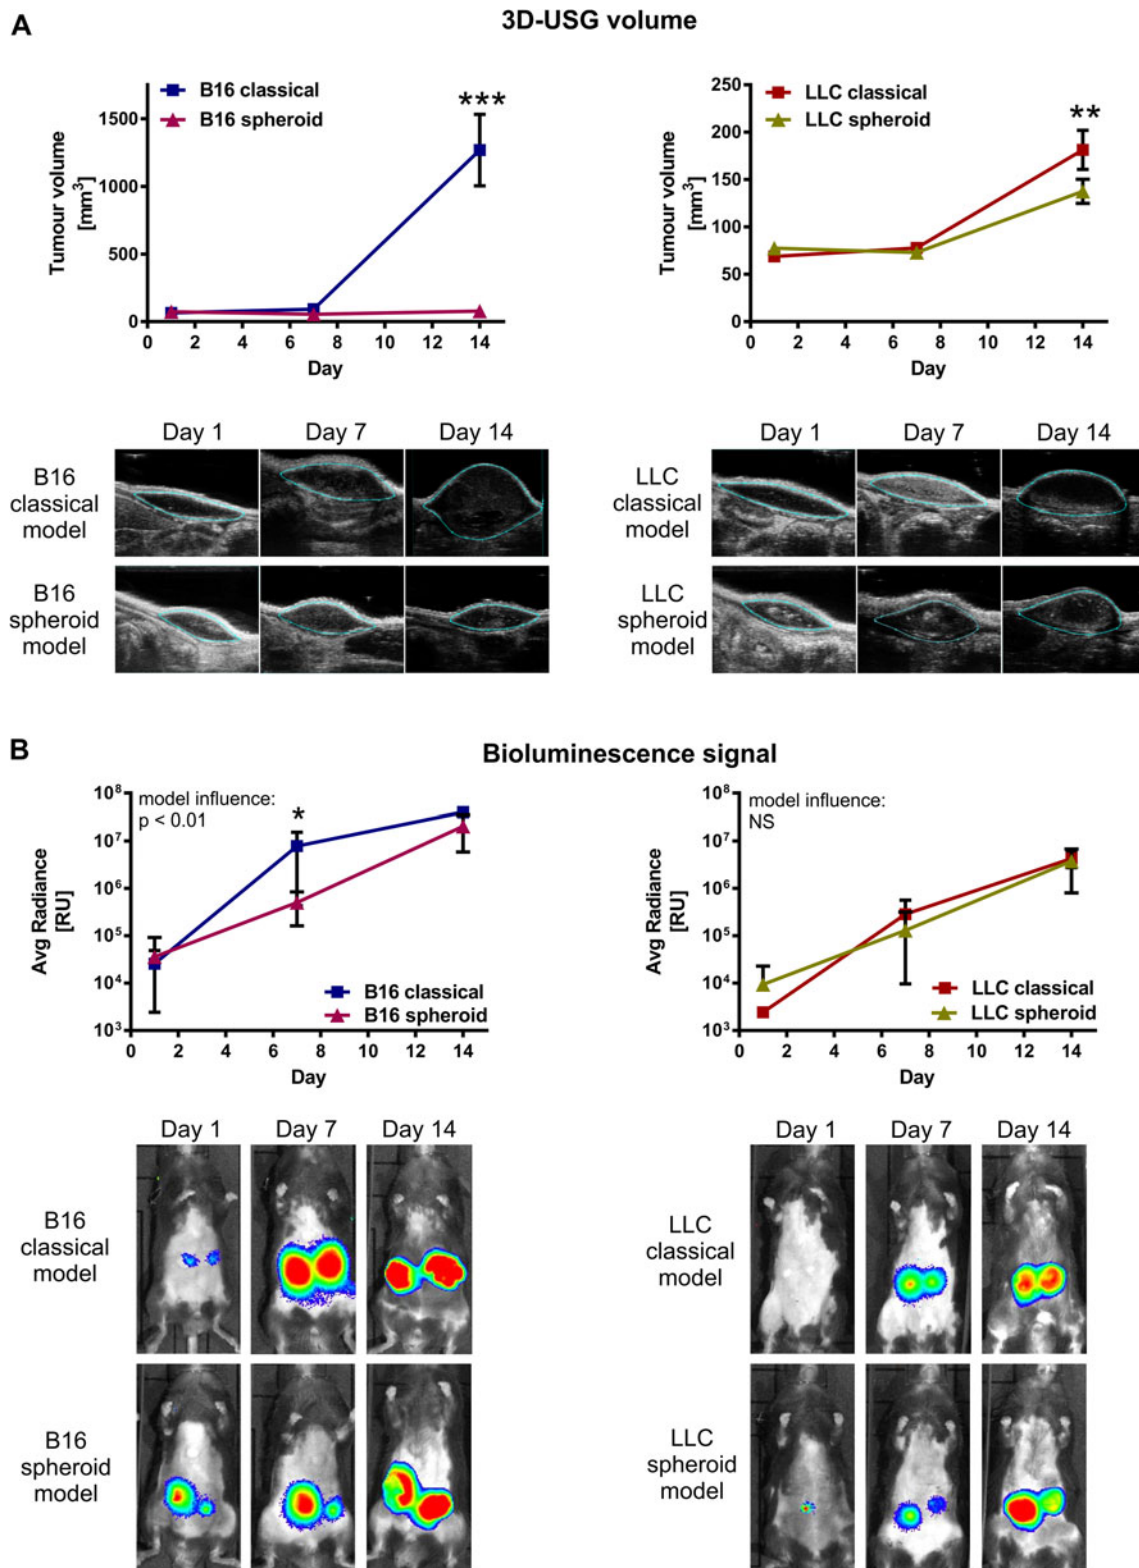 A
3D-USG volume
B16 classical
B16 spheroid
***
Tumour volume
[mm³]
1500
1000
500
0
0 2 4 6 8 10 12 14
Day
LLC classical
LLC spheroid
**
Tumour volume
[mm³]
250
200
150
100
50
0
0 2 4 6 8 10 12 14
Day
Day 1 Day 7 Day 14
B16
classical
model
B16
spheroid
model
Day 1 Day 7 Day 14
LLC
classical
model
LLC
spheroid
model
B
Bioluminescence signal
model influence:
p < 0.01
*
Avg Radiance
[RU]
10⁸
10⁷
10⁶
10⁵
10⁴
10³
B16 classical
B16 spheroid
0 2 4 6 8 10 12 14
Day
model influence:
NS
Avg Radiance
[RU]
10⁸
10⁷
10⁶
10⁵
10⁴
10³
LLC classical
LLC spheroid
0 2 4 6 8 10 12 14
Day
Day 1 Day 7 Day 14
B16
classical
model
B16
spheroid
model
Day 1 Day 7 Day 14
LLC
classical
model
LLC
spheroid
model